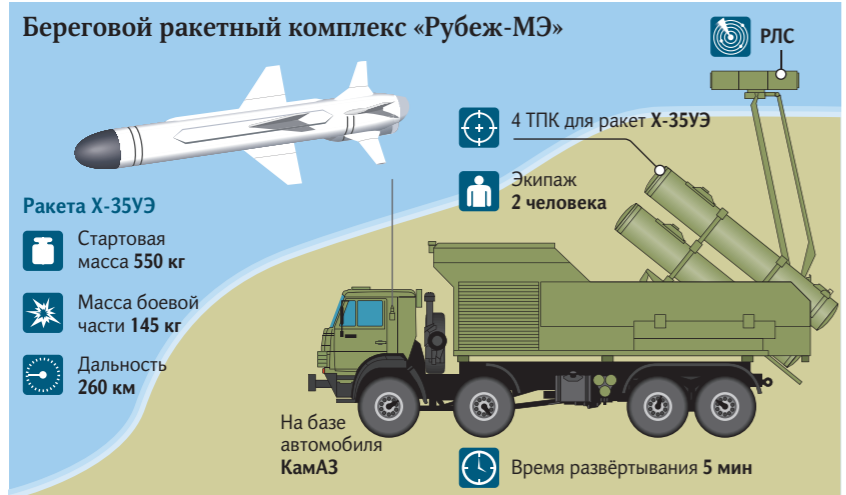 Береговой ракетный комплекс «Рубеж-МЭ»
РЛС
4 ТПК для ракет Х-35УЭ
Экипаж
2 человека
Ракета Х-35УЭ
Стартовая
масса 550 кг
Масса боевой
части 145 кг
Дальность
260 км
На базе
автомобиля
КамАЗ
Время развёртывания 5 мин